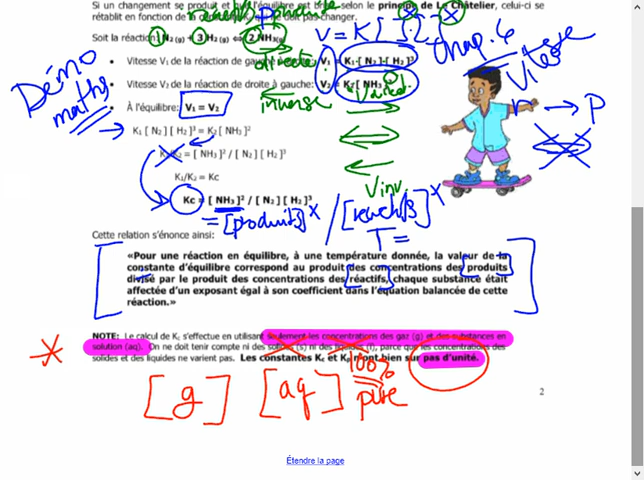 Si un changement se produit et que l'équilibre est brisé, selon le principe de Le Châtelier, celui-ci se
rétablit en fonction de ne doit pas changer.
réactifs produits
V = K [ ] [ ]
Soit la réaction: 1 N2 (g) + 3 H2 (g) ⇔ 2 NH3(g)
Chap. 6
Vitesse
Démo
maths
• Vitesse V1 de la réaction de gauche à droite: V1 = K1·[ N2 ]·[ H2 ]³
directe
• Vitesse V2 de la réaction de droite à gauche: V2 = K2·[ NH3 ]²
Vdirect
inverse
r → P
• À l'équilibre: V1 = V2
K1 [ N2 ] [ H2 ]³ = K2 [ NH3 ]²
K1/K2 = [ NH3 ]² / [ N2 ] [ H2 ]³
K1/K2 = Kc
Vinv
Kc = [ NH3 ]² / [ N2 ] [ H2 ]³
= [produits]ˣ / [réactifs]ˣ
T =
Cette relation s'énonce ainsi:
«Pour une réaction en équilibre, à une température donnée, la valeur de la
constante d'équilibre correspond au produit des concentrations des produits
divisé par le produit des concentrations des réactifs, chaque substance étant
affectée d'un exposant égal à son coefficient dans l'équation balancée de cette
réaction.»
NOTE: Le calcul de Kc s'effectue en utilisant seulement les concentrations des gaz (g) et des substances en
solution (aq). On ne doit tenir compte ni des solides (s) ni des liquides (l), parce que les concentrations des
solides et des liquides ne varient pas. Les constantes Kc et Kp n'ont bien sûr pas d'unité.
[g] [aq] 100%
pure
2
Étendre la page